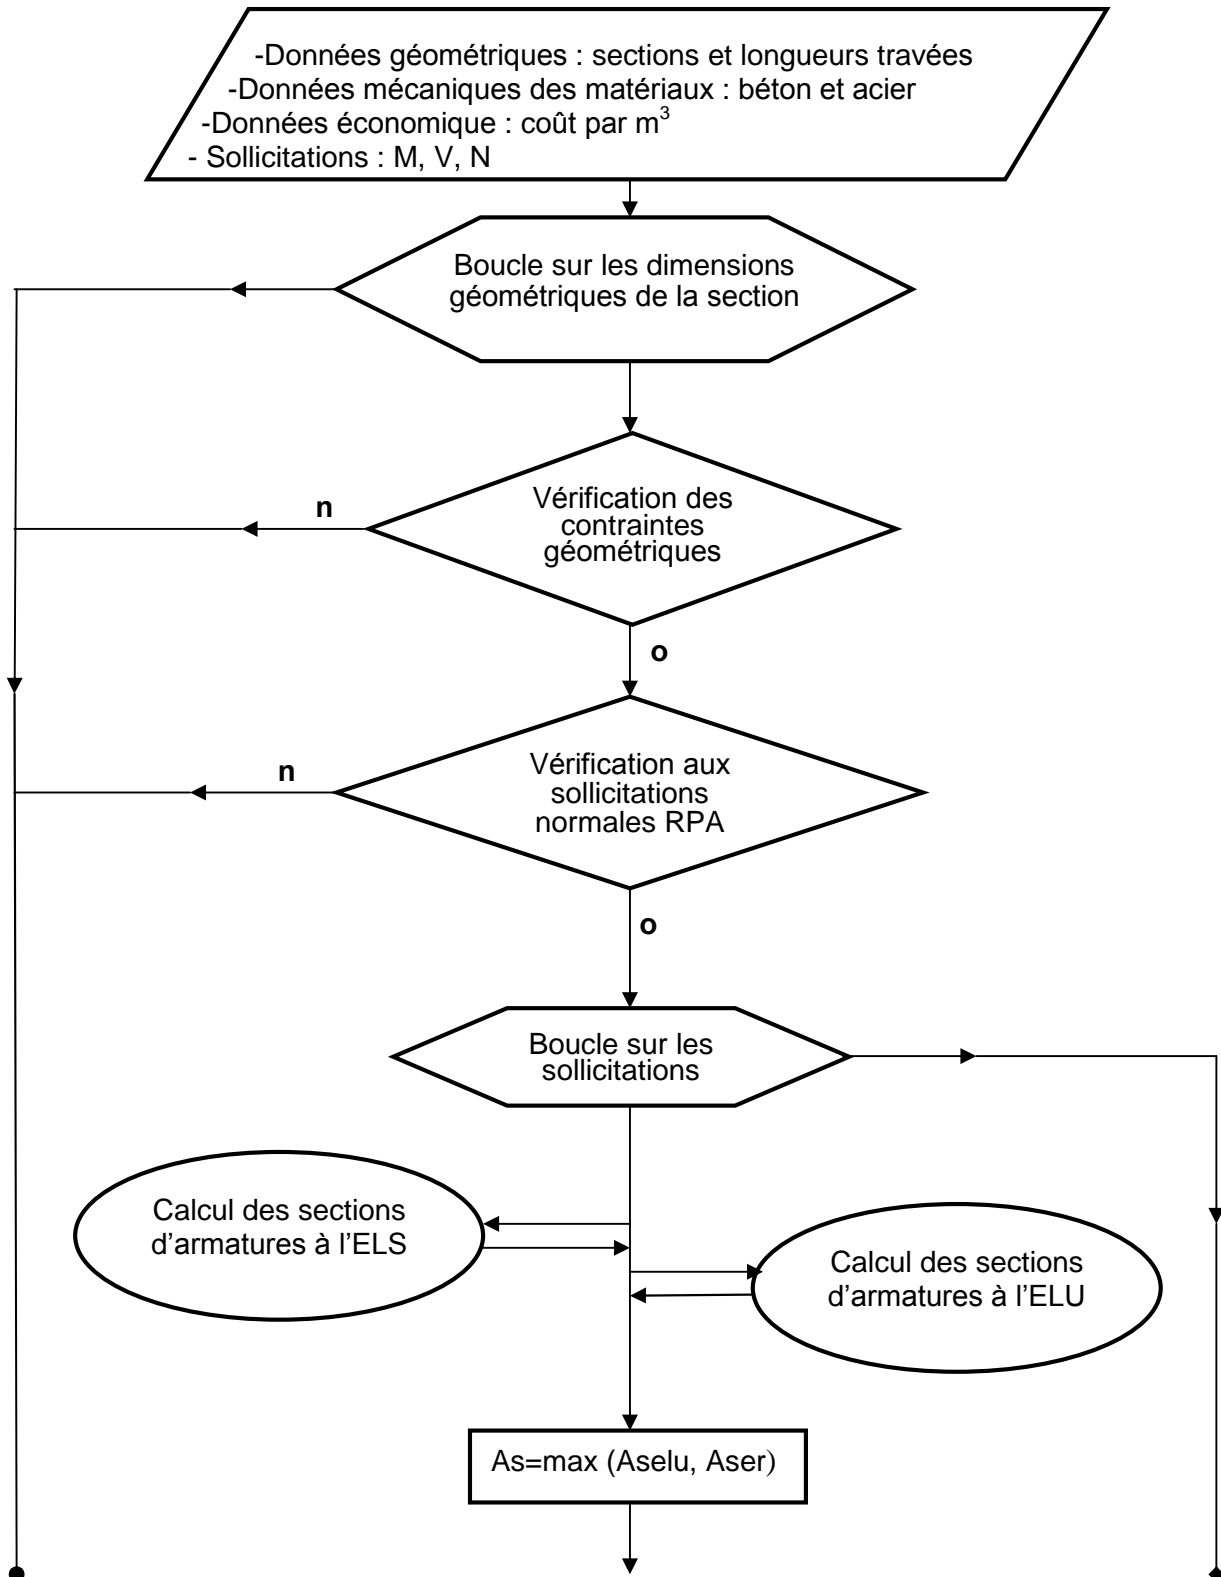 -Données géométriques : sections et longueurs travées
-Données mécaniques des matériaux : béton et acier
-Données économique : coût par m³
- Sollicitations : M, V, N
Boucle sur les dimensions
géométriques de la section
n
Vérification des
contraintes
géométriques
o
n
Vérification aux
sollicitations
normales RPA
o
Boucle sur les
sollicitations
Calcul des sections
d'armatures à l'ELS
Calcul des sections
d'armatures à l'ELU
As=max (Aselu, Aser)